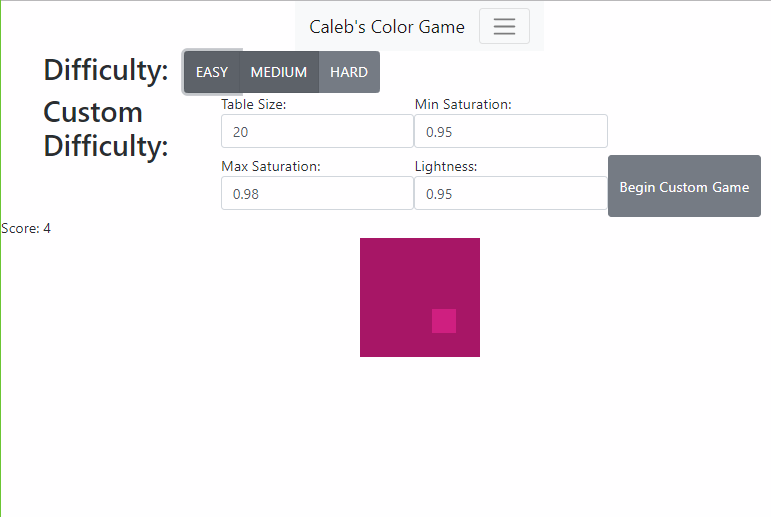 Caleb's Color Game
Difficulty: EASY MEDIUM HARD
Custom Difficulty:
Table Size: Min Saturation:
20 0.95
Max Saturation: Lightness:
0.98 0.95
Begin Custom Game
Score: 4